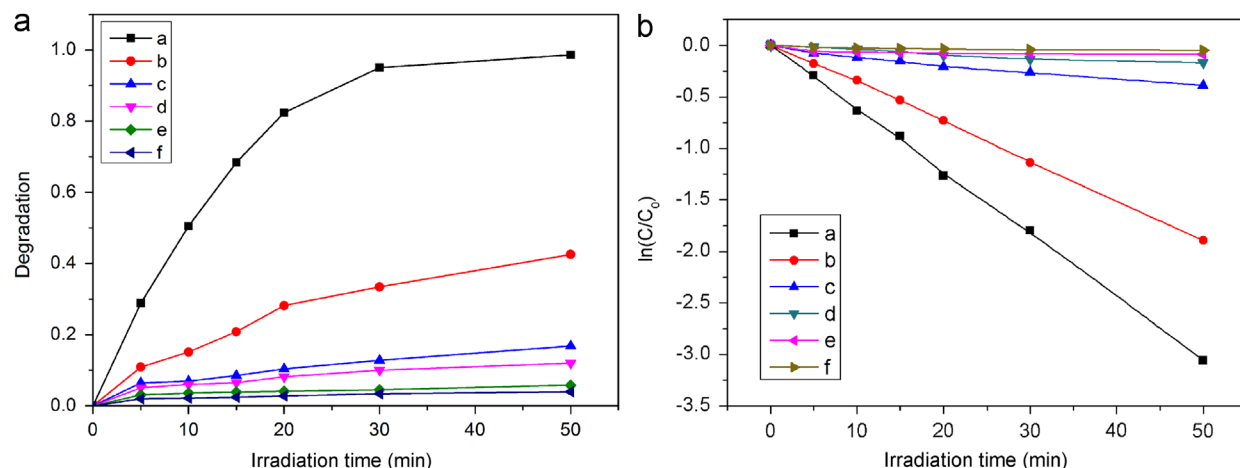 a
a
b
c
d
e
f
1.0
0.8
0.6
0.4
0.2
0.0
Degradation
0 10 20 30 40 50
Irradiation time (min)
b
0.0
-0.5
-1.0
-1.5
-2.0
-2.5
-3.0
-3.5
ln(C/C₀)
a
b
c
d
e
f
0 10 20 30 40 50
Irradiation time (min)